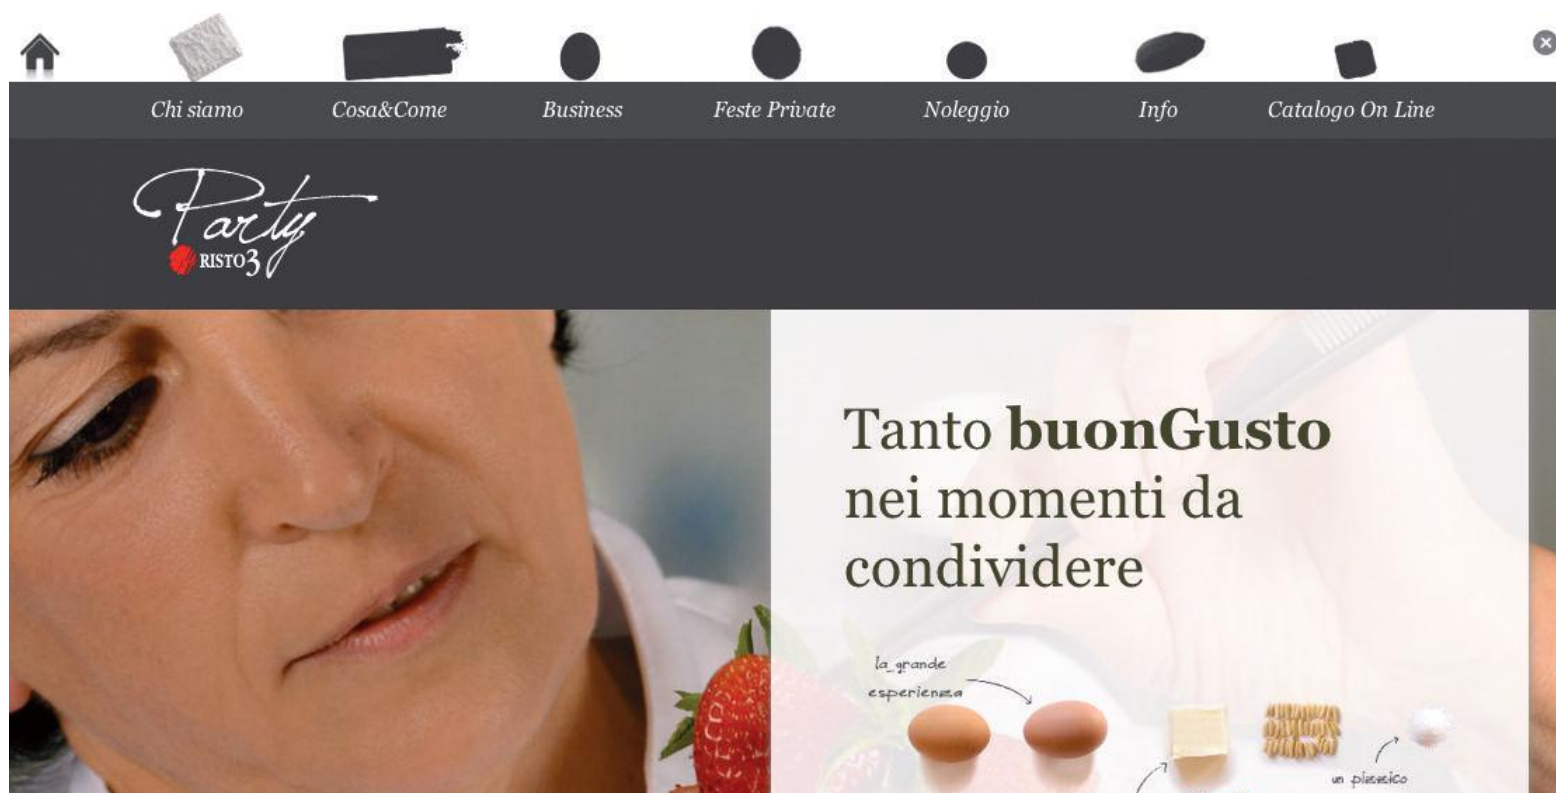 Chi siamo
Cosa&Come
Business
Feste Private
Noleggio
Info
Catalogo On Line
Party
RISTO3
Tanto buonGusto
nei momenti da
condividere
la grande
esperienza
un pizzico